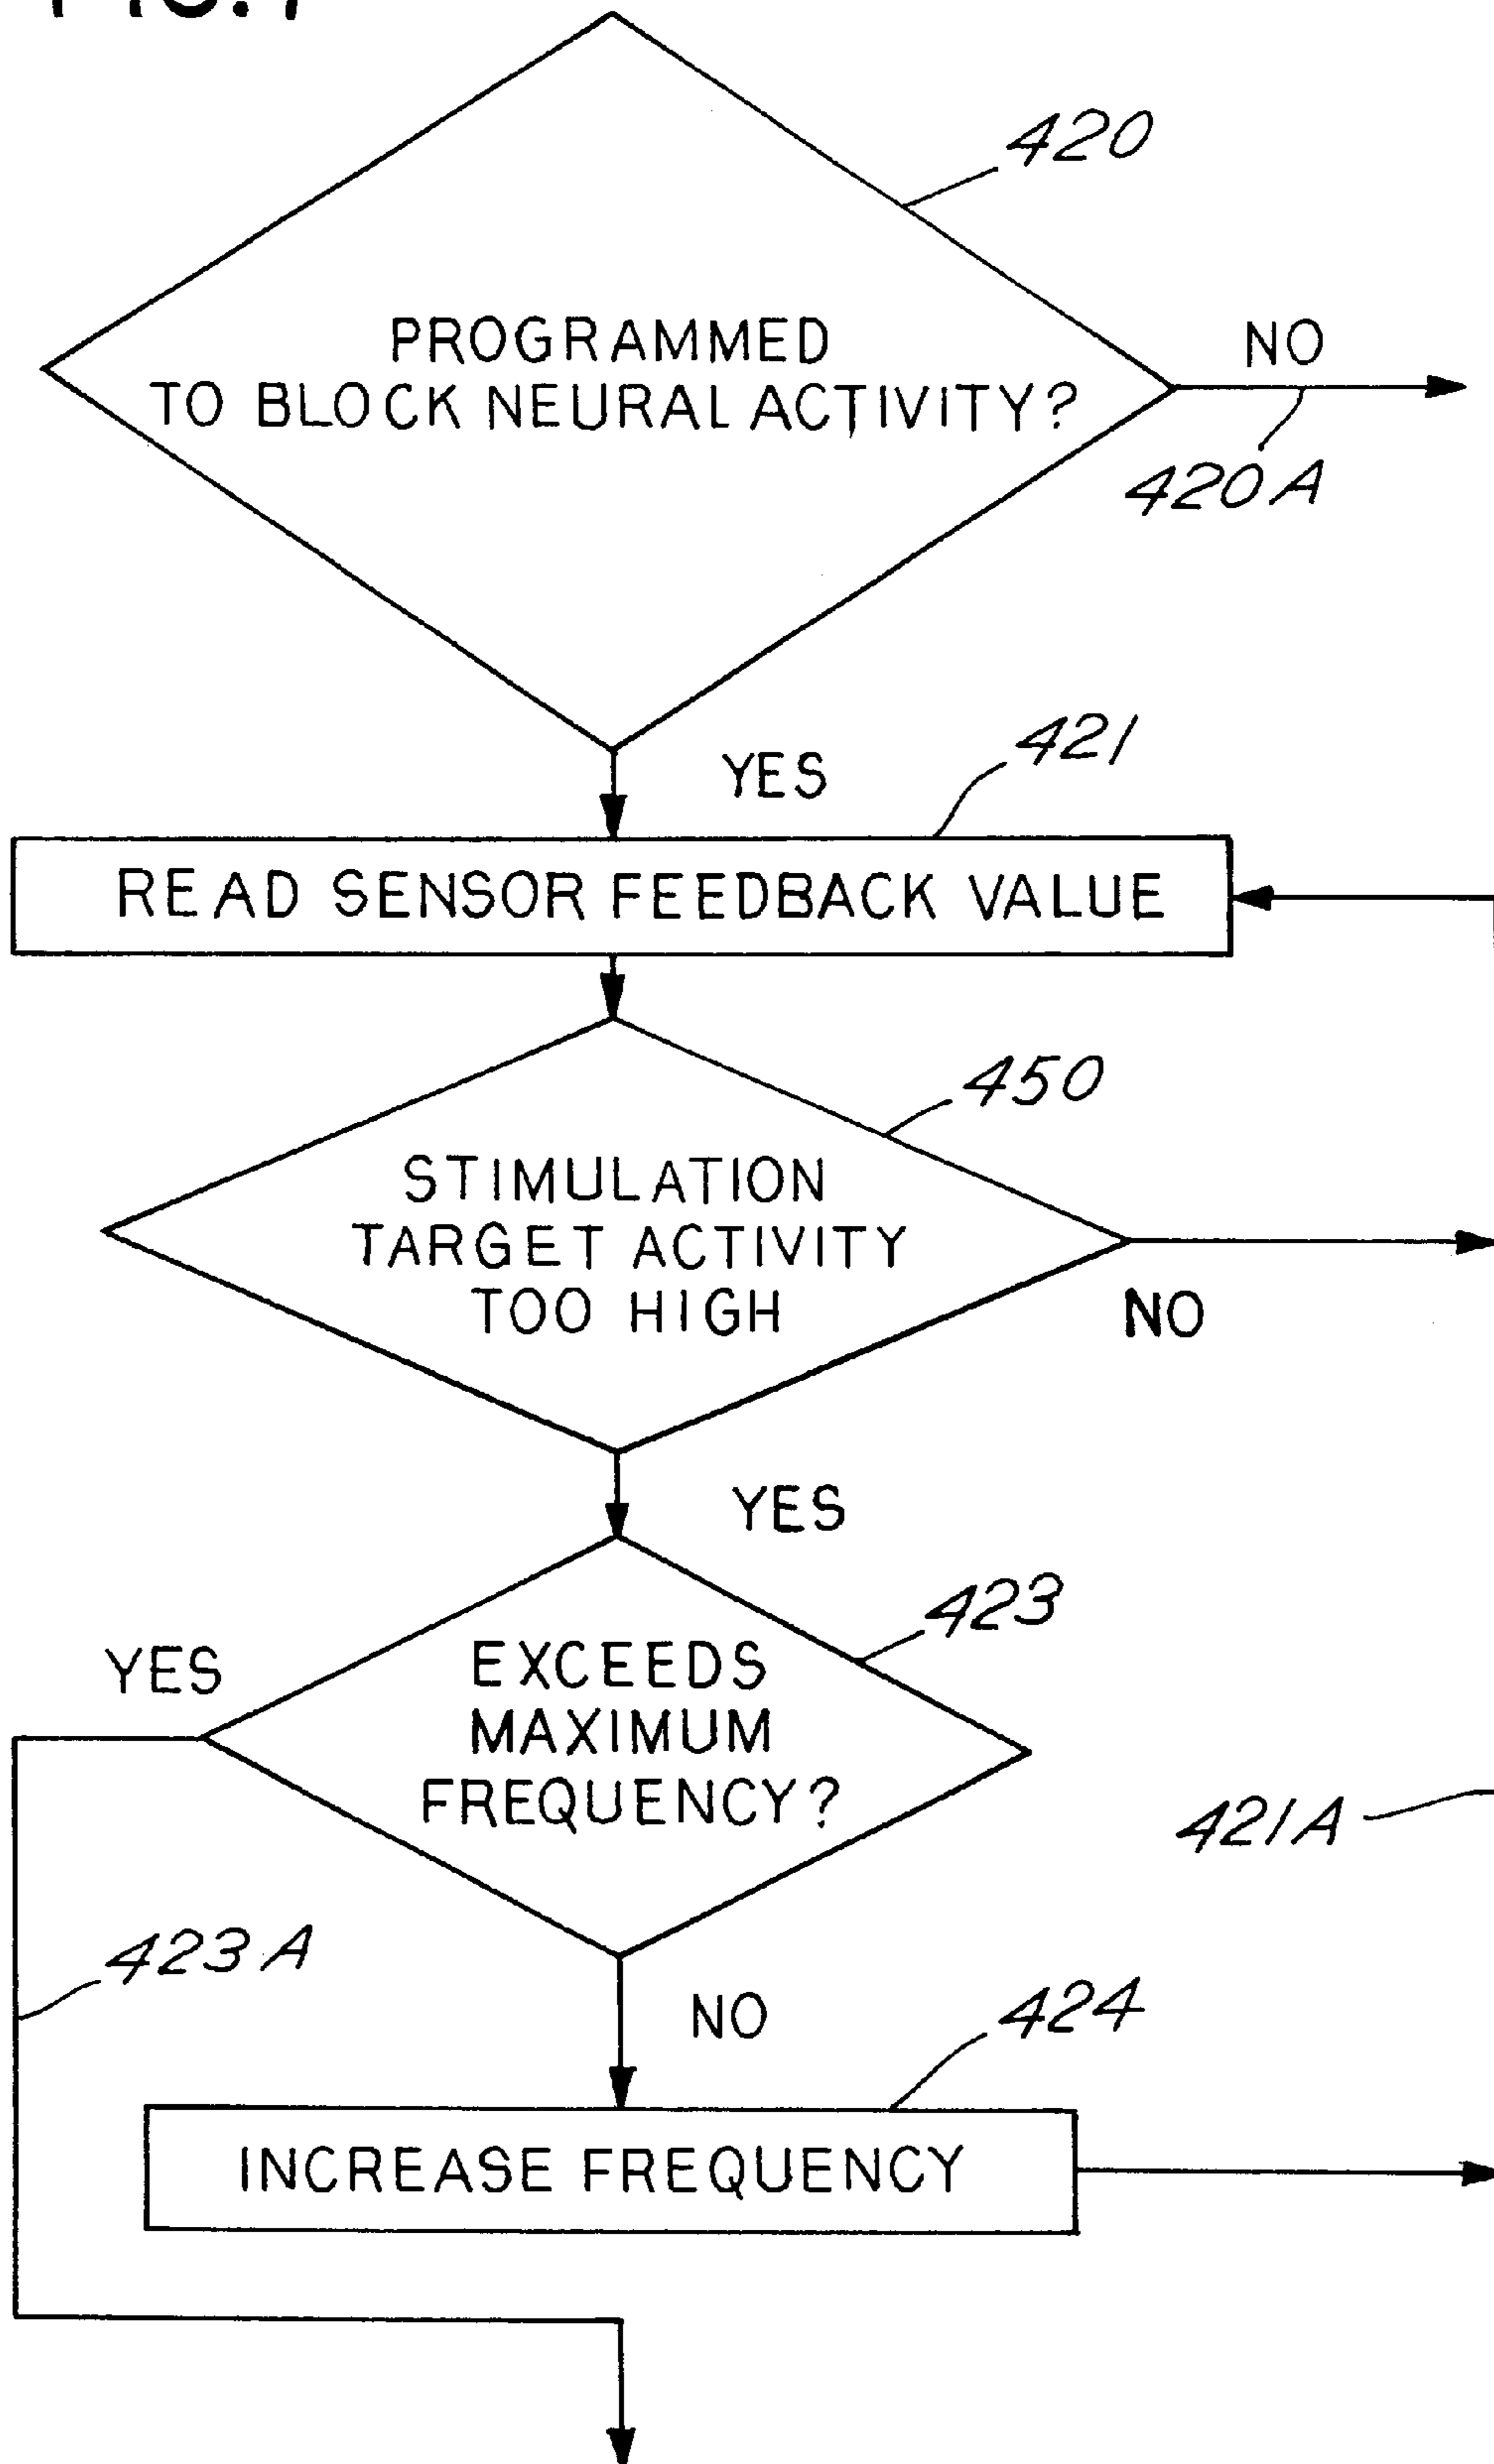 420
PROGRAMMED
TO BLOCK NEURAL ACTIVITY?
NO
420A
YES
421
READ SENSOR FEEDBACK VALUE
450
STIMULATION
TARGET ACTIVITY
TOO HIGH
NO
YES
423
YES
EXCEEDS
MAXIMUM
FREQUENCY?
421A
423A
NO
424
INCREASE FREQUENCY